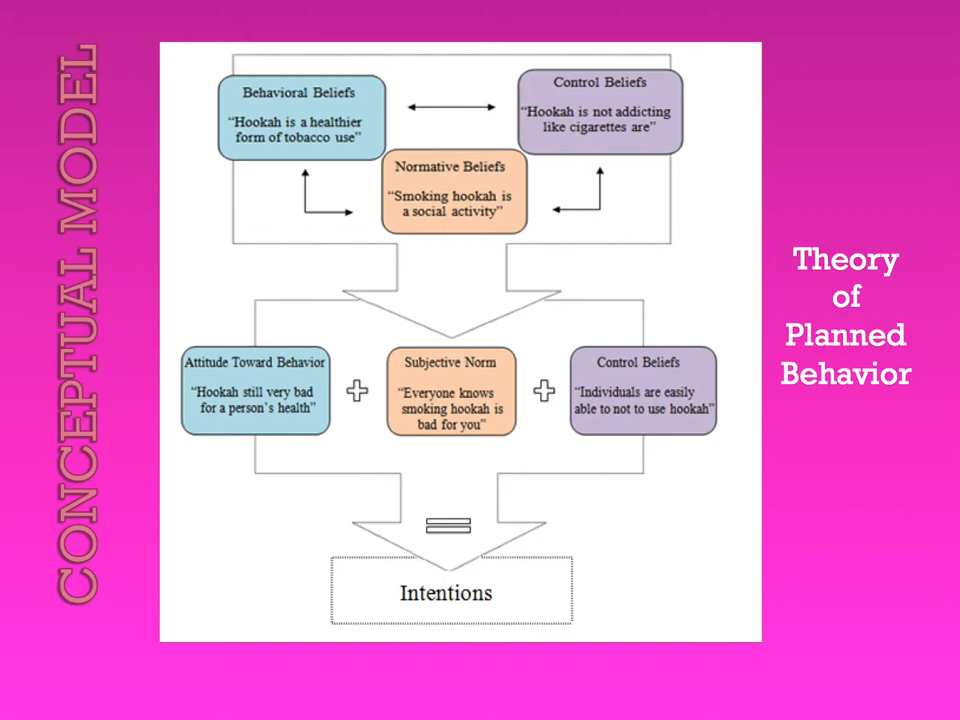 CONCEPTUAL MODEL
Behavioral Beliefs
“Hookah is a healthier
form of tobacco use”
Control Beliefs
“Hookah is not addicting
like cigarettes are”
Normative Beliefs
“Smoking hookah is
a social activity”
Attitude Toward Behavior
“Hookah still very bad
for a person’s health”
Subjective Norm
“Everyone knows
smoking hookah is
bad for you”
Control Beliefs
“Individuals are easily
able to not to use hookah”
Intentions
Theory
of
Planned
Behavior